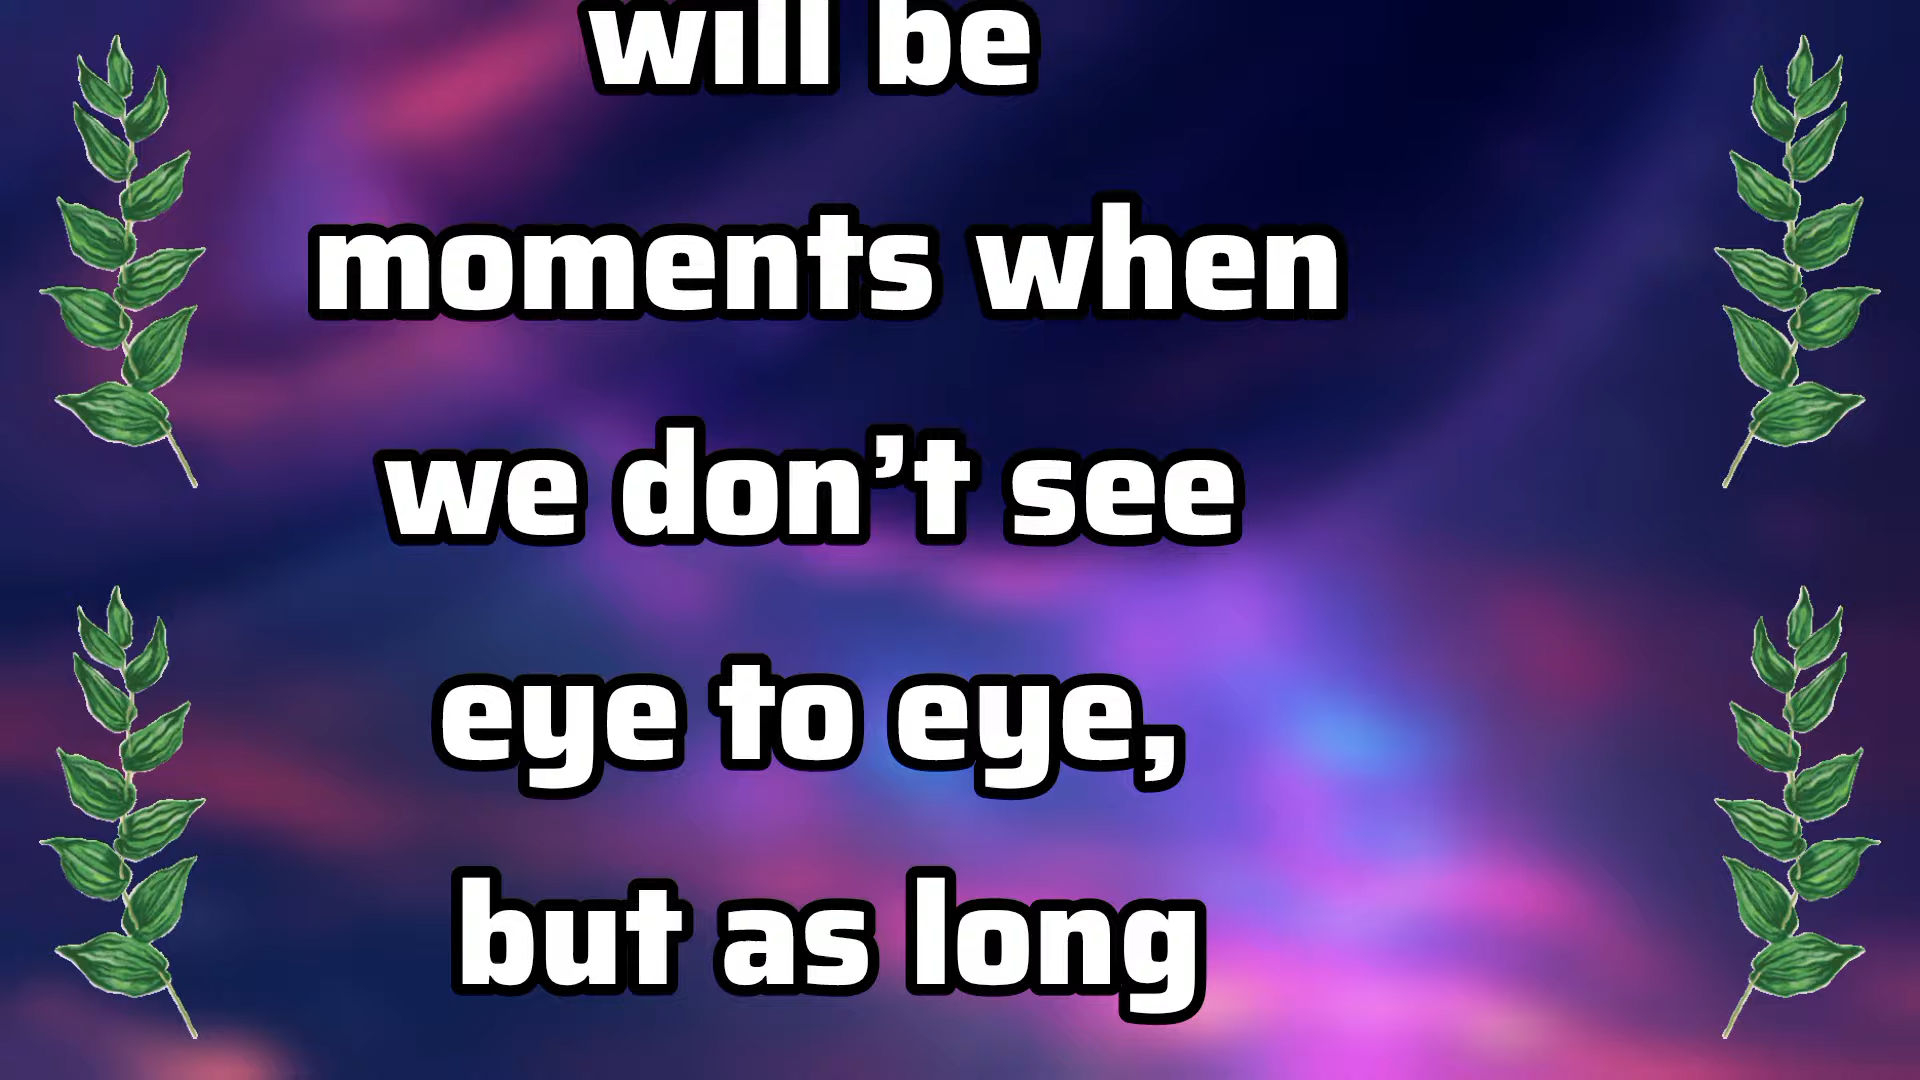 will be
moments when
we don’t see
eye to eye,
but as long